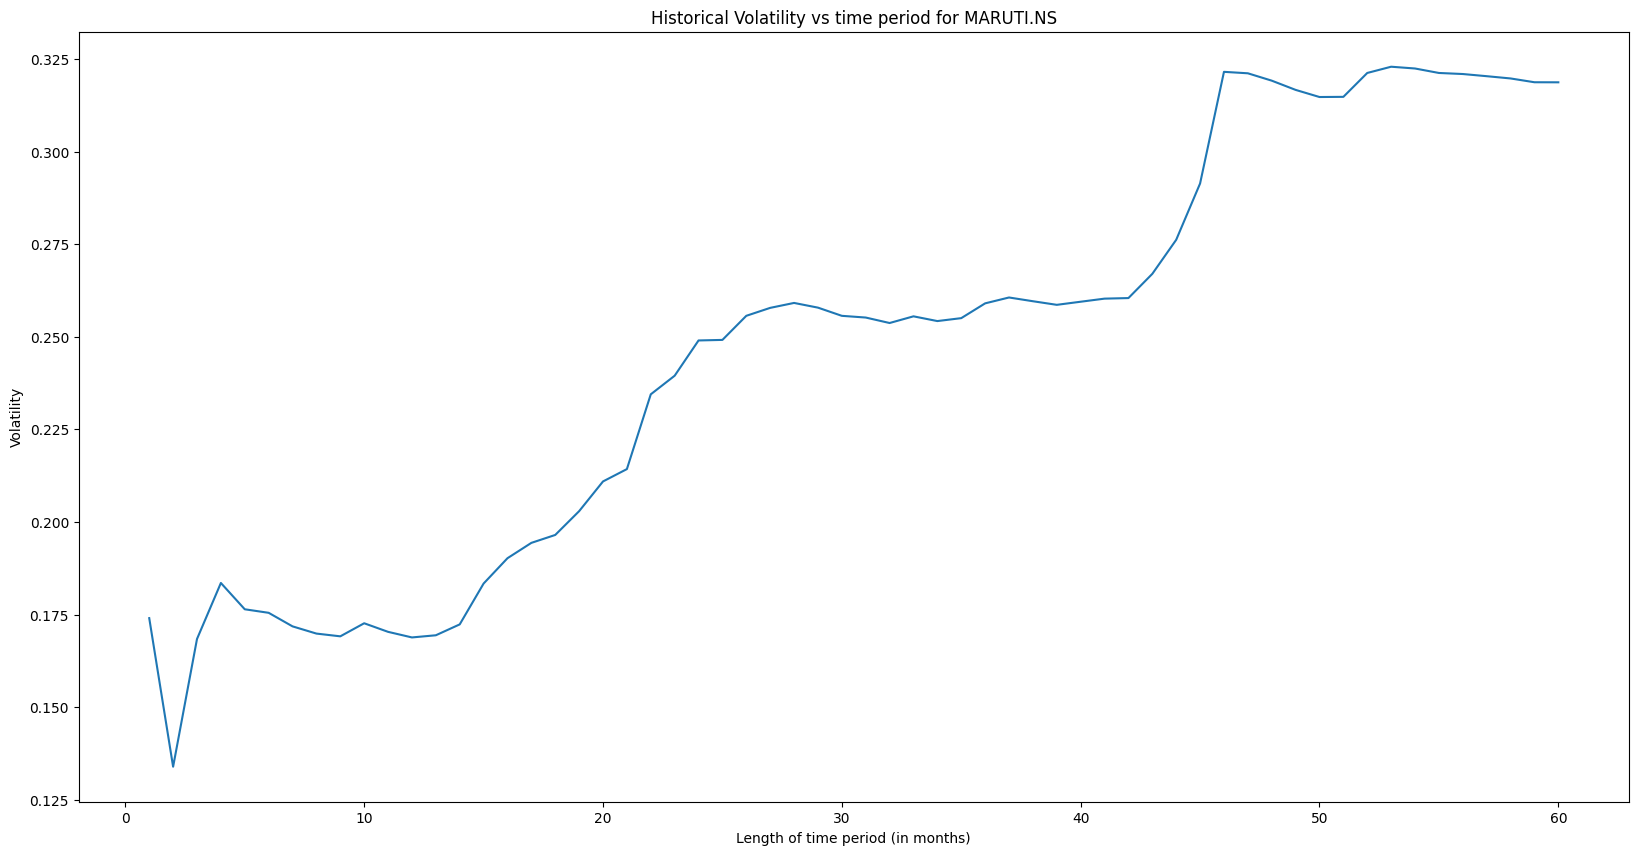 Historical Volatility vs time period for MARUTI.NS
0.325
0.300
0.275
0.250
0.225
0.200
0.175
0.150
0.125
Volatility
0 10 20 30 40 50 60
Length of time period (in months)